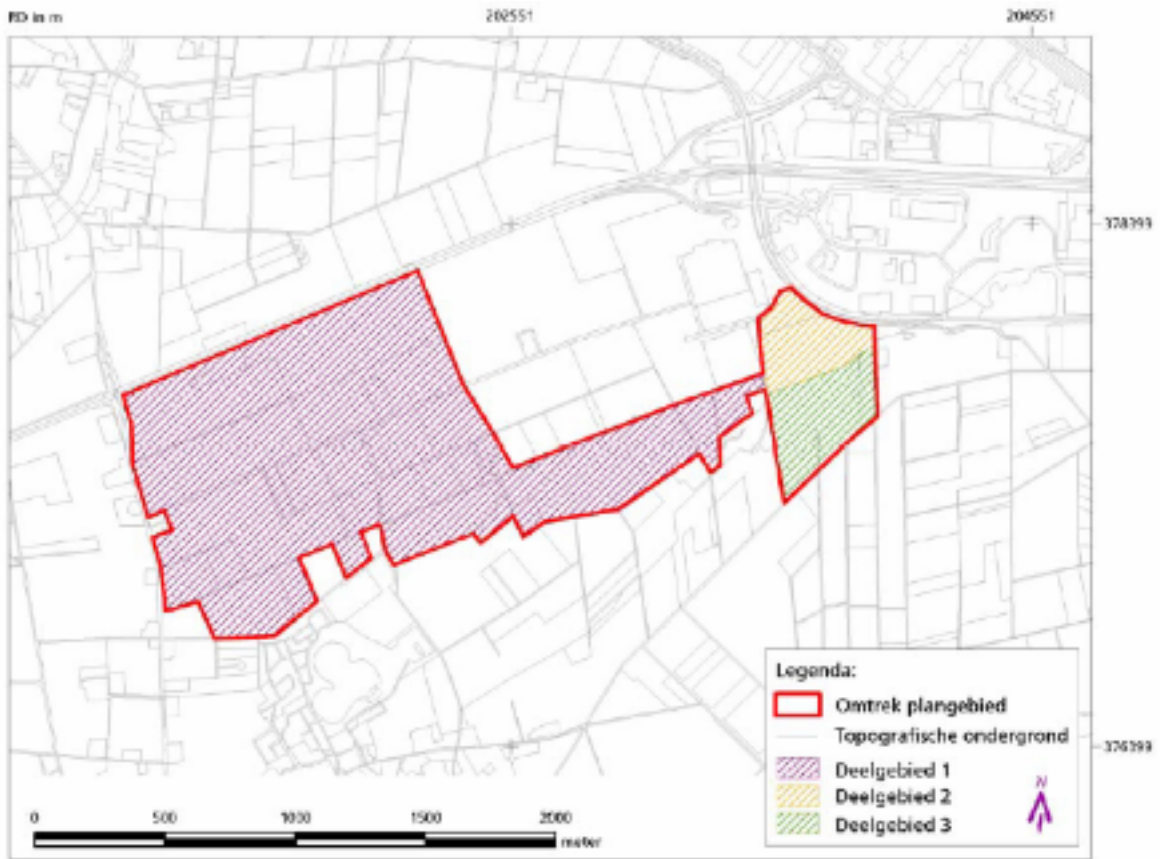 RD in m
202551
204551
378399
376399
Legenda:
Omtrek plangebied
Topografische ondergrond
Deelgebied 1
Deelgebied 2
Deelgebied 3
N
0 500 1000 1500 2000
meter